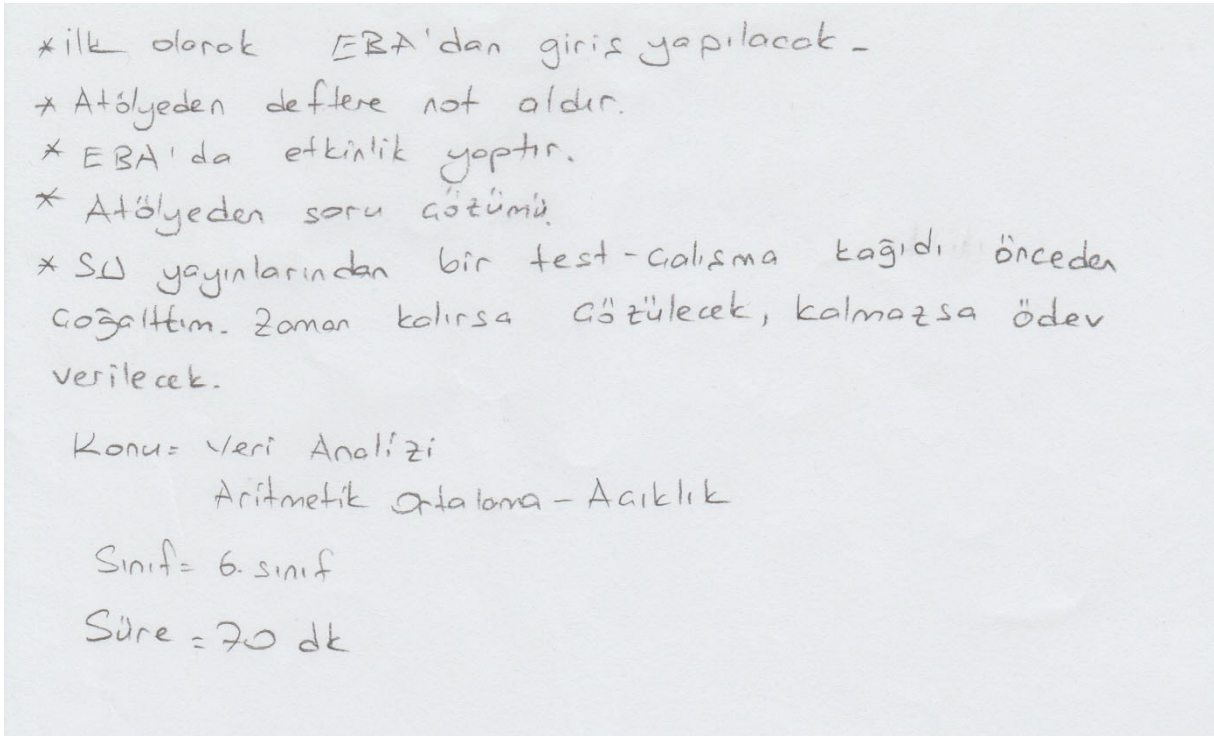 * ilk olarak EBA'dan giriş yapılacak -
* Atölyeden deftere not aldır.
* EBA'da etkinlik yaptır.
* Atölyeden soru çözümü.
* SU yayınlarından bir test - çalışma kağıdı önceden
çoğalttım. Zaman kalırsa çözülecek, kalmazsa ödev
verilecek.
Konu = Veri Analizi
Aritmetik Ortalama - Açıklık
Sınıf = 6. sınıf
Süre = 70 dk